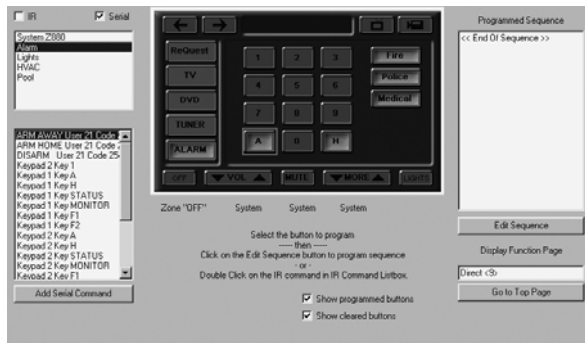 IR
Serial
System Z880
Alarm
Lights
HVAC
Pool
ARM AWAY User 21 Code
ARM HOME User 21 Code
DISARM User 21 Code 25
Keypad 2 Key 1
Keypad 1 Key A
Keypad 1 Key H
Keypad 1 Key STATUS
Keypad 1 Key MONITOR
Keypad 1 Key F1
Keypad 1 Key F2
Keypad 2 Key A
Keypad 2 Key H
Keypad 2 Key STATUS
Keypad 2 Key MONITOR
Keypad 2 Key F1
Add Serial Command
ReQuest
TV
DVD
TUNER
ALARM
1 2 3
4 5 6
7 8 9
A 0 H
Fire
Police
Medical
OFF VOL MUTE MORE LIGHTS
Zone "OFF" System System System
Select the button to program
---- then ----
Click on the Edit Sequence button to program sequence
- or -
Double Click on the IR command in IR Command Listbox.
Show programmed buttons
Show cleared buttons
Programmed Sequence
<< End Of Sequence >>
Edit Sequence
Display Function Page
Direct <9>
Go to Top Page